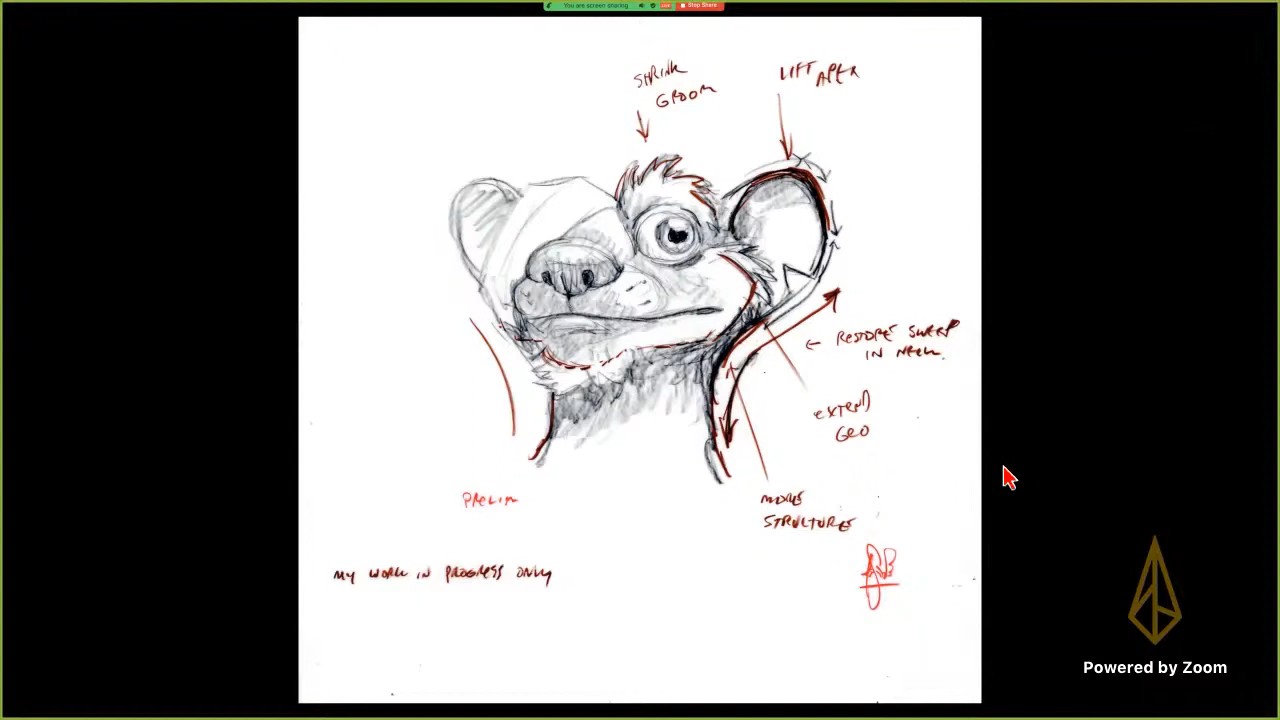 You are screen sharing
Stop Share
SHRINK
GROOM
LIFT
APEX
← RESTORE SWEEP
IN NECK.
EXTEND
GEO
PRELIM
MORE
STRUCTURE
MY WORK IN PROGRESS ONLY
Powered by Zoom